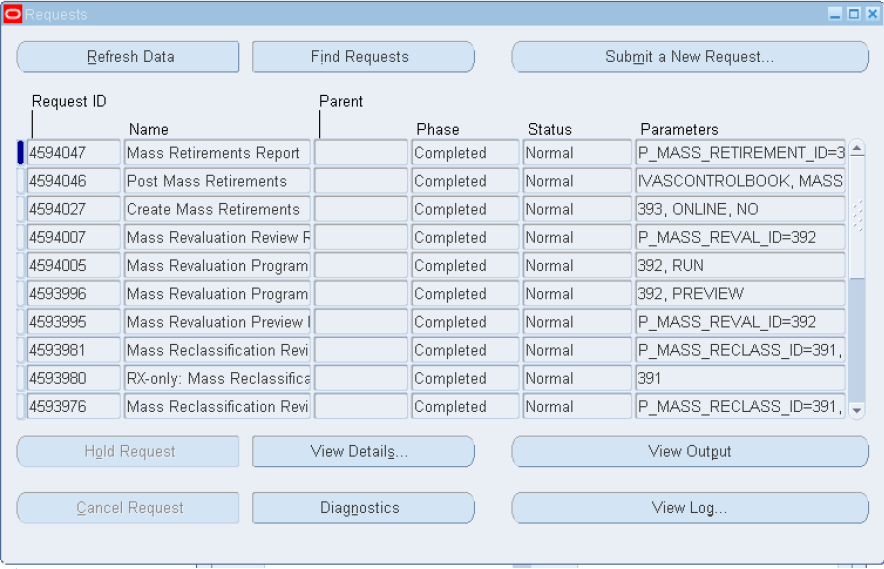 Requests
Refresh Data Find Requests Submit a New Request...
Request ID Parent
Name Phase Status Parameters
4594047 Mass Retirements Report Completed Normal P_MASS_RETIREMENT_ID=3
4594046 Post Mass Retirements Completed Normal IVASCONTROLBOOK, MASS
4594027 Create Mass Retirements Completed Normal 393, ONLINE, NO
4594007 Mass Revaluation Review R Completed Normal P_MASS_REVAL_ID=392
4594005 Mass Revaluation Program Completed Normal 392, RUN
4593996 Mass Revaluation Program Completed Normal 392, PREVIEW
4593995 Mass Revaluation Preview Completed Normal P_MASS_REVAL_ID=392
4593981 Mass Reclassification Revi Completed Normal P_MASS_RECLASS_ID=391,
4593980 RX-only: Mass Reclassifica Completed Normal 391
4593976 Mass Reclassification Revi Completed Normal P_MASS_RECLASS_ID=391,
Hold Request View Details... View Output
Cancel Request Diagnostics View Log...